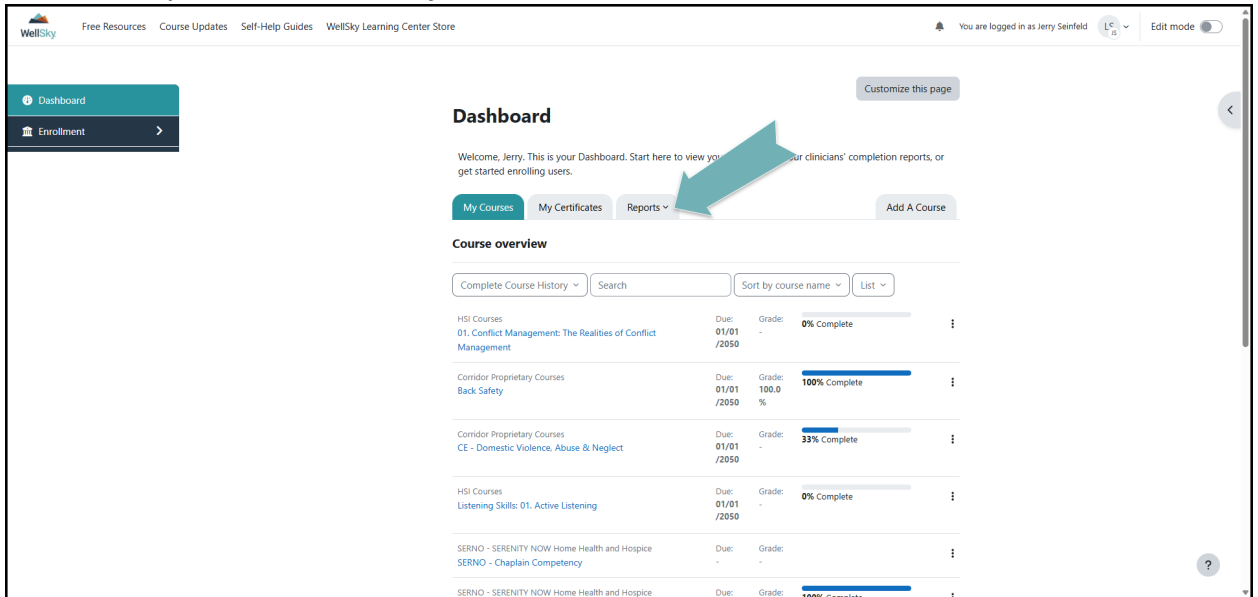 WellSky
Free Resources Course Updates Self-Help Guides WellSky Learning Center Store
You are logged in as Jerry Seinfeld
JS
Edit mode
Dashboard
Enrollment
Customize this page
Dashboard
Welcome, Jerry. This is your Dashboard. Start here to view clinicians' completion reports, or
get started enrolling users.
My Courses My Certificates Reports Add A Course
Course overview
Complete Course History Search Sort by course name List
HSI Courses Due: Grade:
01. Conflict Management: The Realities of Conflict 01/01 - 0% Complete
Management /2050
Corridor Proprietary Courses Due: Grade:
Back Safety 01/01 100.0 100% Complete
/2050 %
Corridor Proprietary Courses Due: Grade:
CE - Domestic Violence, Abuse & Neglect 01/01 - 33% Complete
/2050
HSI Courses Due: Grade:
Listening Skills: 01. Active Listening 01/01 - 0% Complete
/2050
SERNO - SERENITY NOW Home Health and Hospice Due: Grade:
SERNO - Chaplain Competency - -
SERNO - SERENITY NOW Home Health and Hospice Due: Grade: 100% Complete
?